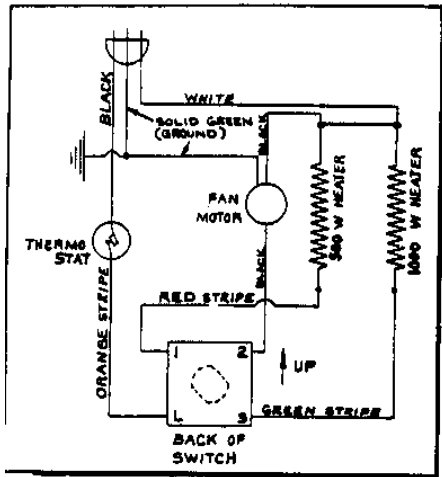 BLACK
WHITE
SOLID GREEN
(GROUND)
BLACK
FAN
MOTOR
500 W HEATER
1000 W HEATER
THERMO
STAT
BLACK
RED STRIPE
ORANGE STRIPE
1 2
UP
L 3
GREEN STRIPE
BACK OF
SWITCH